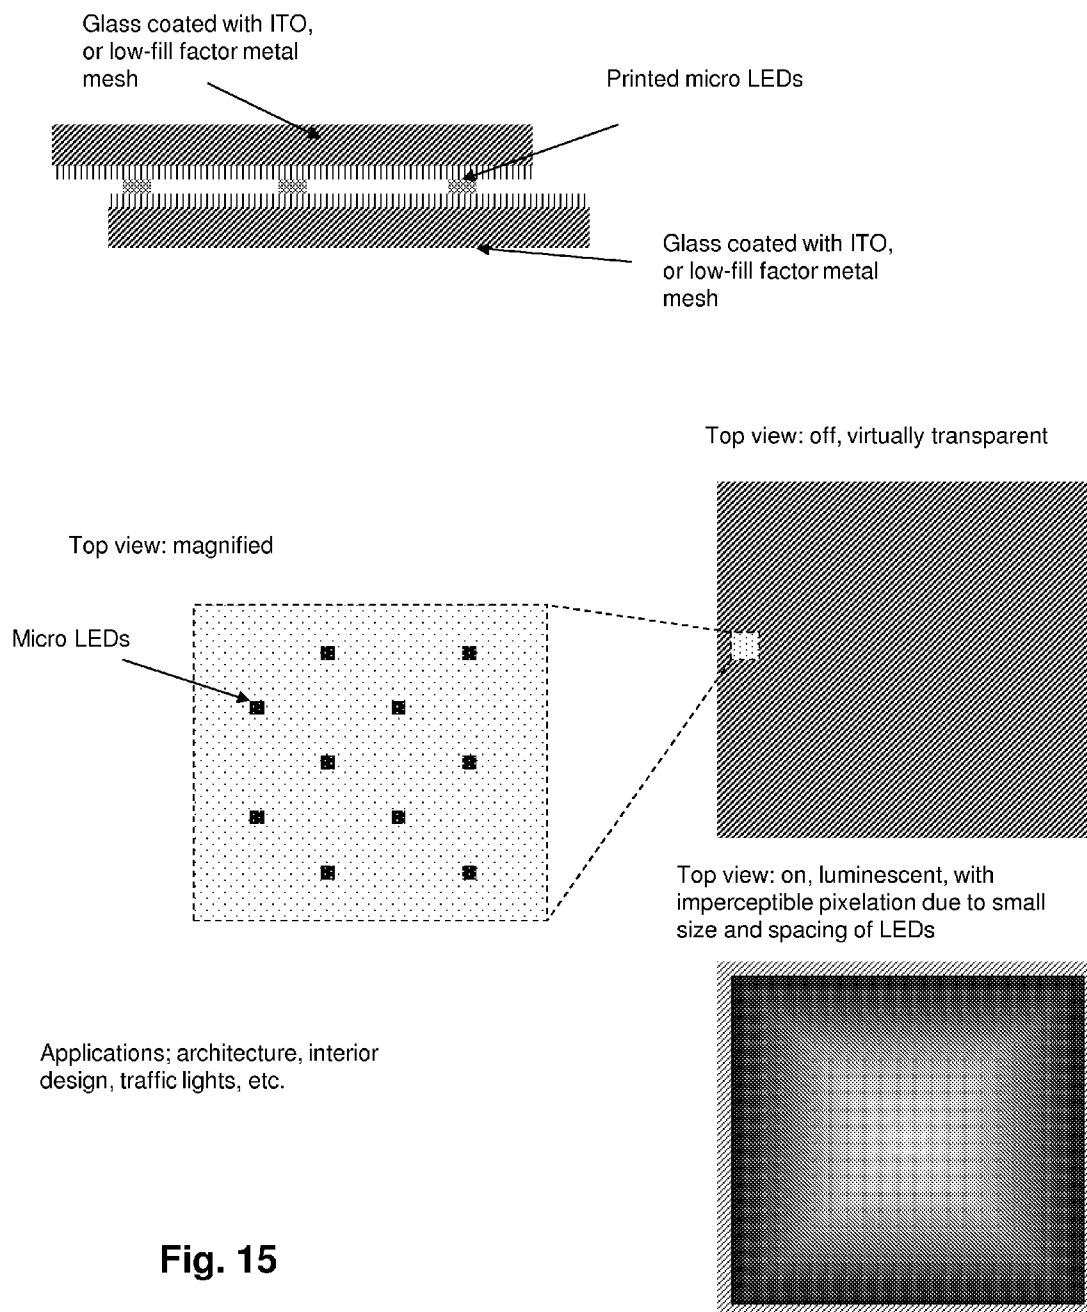 Glass coated with ITO,
or low-fill factor metal
mesh
Printed micro LEDs
Glass coated with ITO,
or low-fill factor metal
mesh
Top view: off, virtually transparent
Top view: magnified
Micro LEDs
Top view: on, luminescent, with
imperceptible pixelation due to small
size and spacing of LEDs
Applications; architecture, interior
design, traffic lights, etc.
Fig. 15